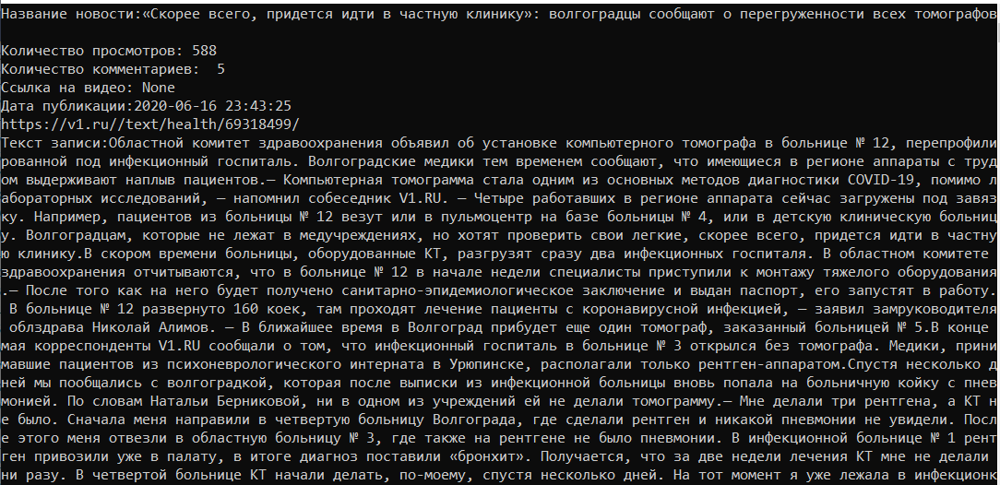 Название новости:«Скорее всего, придется идти в частную клинику»: волгоградцы сообщают о перегруженности всех томографов
Количество просмотров: 588
Количество комментариев:  5
Ссылка на видео: None
Дата публикации:2020-06-16 23:43:25
https://v1.ru//text/health/69318499/
Текст записи:Областной комитет здравоохранения объявил об установке компьютерного томографа в больнице № 12, перепрофили
рованной под инфекционный госпиталь. Волгоградские медики тем временем сообщают, что имеющиеся в регионе аппараты с труд
ом выдерживают наплыв пациентов.— Компьютерная томограмма стала одним из основных методов диагностики COVID-19, помимо л
абораторных исследований, — напомнил собеседник V1.RU. — Четыре работавших в регионе аппарата сейчас загружены под завяз
ку. Например, пациентов из больницы № 12 везут или в пульмоцентр на базе больницы № 4, или в детскую клиническую больниц
у. Волгоградцам, которые не лежат в медучреждениях, но хотят проверить свои легкие, скорее всего, придется идти в частну
ю клинику.В скором времени больницы, оборудованные КТ, разгрузят сразу два инфекционных госпиталя. В областном комитете
здравоохранения отчитываются, что в больнице № 12 в начале недели специалисты приступили к монтажу тяжелого оборудования
.— После того как на него будет получено санитарно-эпидемиологическое заключение и выдан паспорт, его запустят в работу.
В больнице № 12 развернуто 160 коек, там проходят лечение пациенты с коронавирусной инфекцией, — заявил замруководителя
облздрава Николай Алимов. — В ближайшее время в Волгоград прибудет еще один томограф, заказанный больницей № 5.В конце
мая корреспонденты V1.RU сообщали о том, что инфекционный госпиталь в больнице № 3 открылся без томографа. Медики, прини
мавшие пациентов из психоневрологического интерната в Урюпинске, располагали только рентген-аппаратом.Спустя несколько д
ней мы пообщались с волгоградкой, которая после выписки из инфекционной больницы вновь попала на больничную койку с пнев
монией. По словам Натальи Берниковой, ни в одном из учреждений ей не делали томограмму.— Мне делали три рентгена, а КТ н
е было. Сначала меня направили в четвертую больницу Волгограда, где сделали рентген и никакой пневмонии не увидели. Посл
е этого меня отвезли в областную больницу № 3, где также на рентгене не было пневмонии. В инфекционной больнице № 1 рент
ген привозили уже в палату, в итоге диагноз поставили «бронхит». Получается, что за две недели лечения КТ мне не делали
ни разу. В четвертой больнице КТ начали делать, по-моему, спустя несколько дней. На тот момент я уже лежала в инфекционк